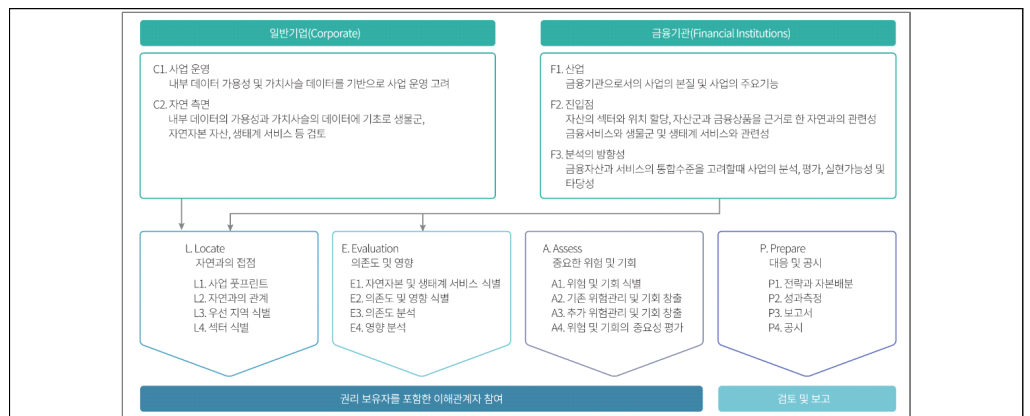 일반기업(Corporate)
C1. 사업 운영
내부 데이터 가용성 및 가치사슬 데이터를 기반으로 사업 운영 고려
C2. 자연 측면
내부 데이터의 가용성과 가치사슬의 데이터에 기초로 생물군,
자연자본 자산, 생태계 서비스 등 검토
금융기관(Financial Institutions)
F1. 산업
금융기관으로서의 사업의 본질 및 사업의 주요기능
F2. 진입점
자산의 섹터와 위치 할당, 자산군과 금융상품을 근거로 한 자연과의 관련성
금융서비스와 생물군 및 생태계 서비스와 관련성
F3. 분석의 방향성
금융자산과 서비스의 통합수준을 고려할때 사업의 분석, 평가, 실현가능성 및
타당성
L. Locate
자연과의 접점
L1. 사업 풋프린트
L2. 자연과의 관계
L3. 우선 지역 식별
L4. 섹터 식별
E. Evaluation
의존도 및 영향
E1. 자연자본 및 생태계 서비스 식별
E2. 의존도 및 영향 식별
E3. 의존도 분석
E4. 영향 분석
A. Assess
중요한 위험 및 기회
A1. 위험 및 기회 식별
A2. 기존 위험관리 및 기회 창출
A3. 추가 위험관리 및 기회 창출
A4. 위험 및 기회의 중요성 평가
P. Prepare
대응 및 공시
P1. 전략과 자본배분
P2. 성과측정
P3. 보고서
P4. 공시
권리 보유자를 포함한 이해관계자 참여
검토 및 보고